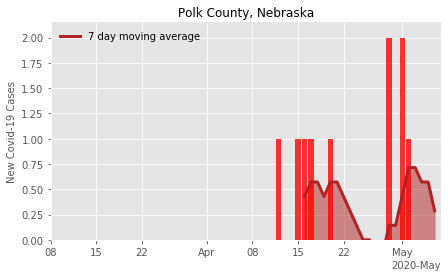 Polk County, Nebraska
7 day moving average
New Covid-19 Cases
2.00
1.75
1.50
1.25
1.00
0.75
0.50
0.25
0.00
08 15 22 Apr 08 15 22 May
2020-May